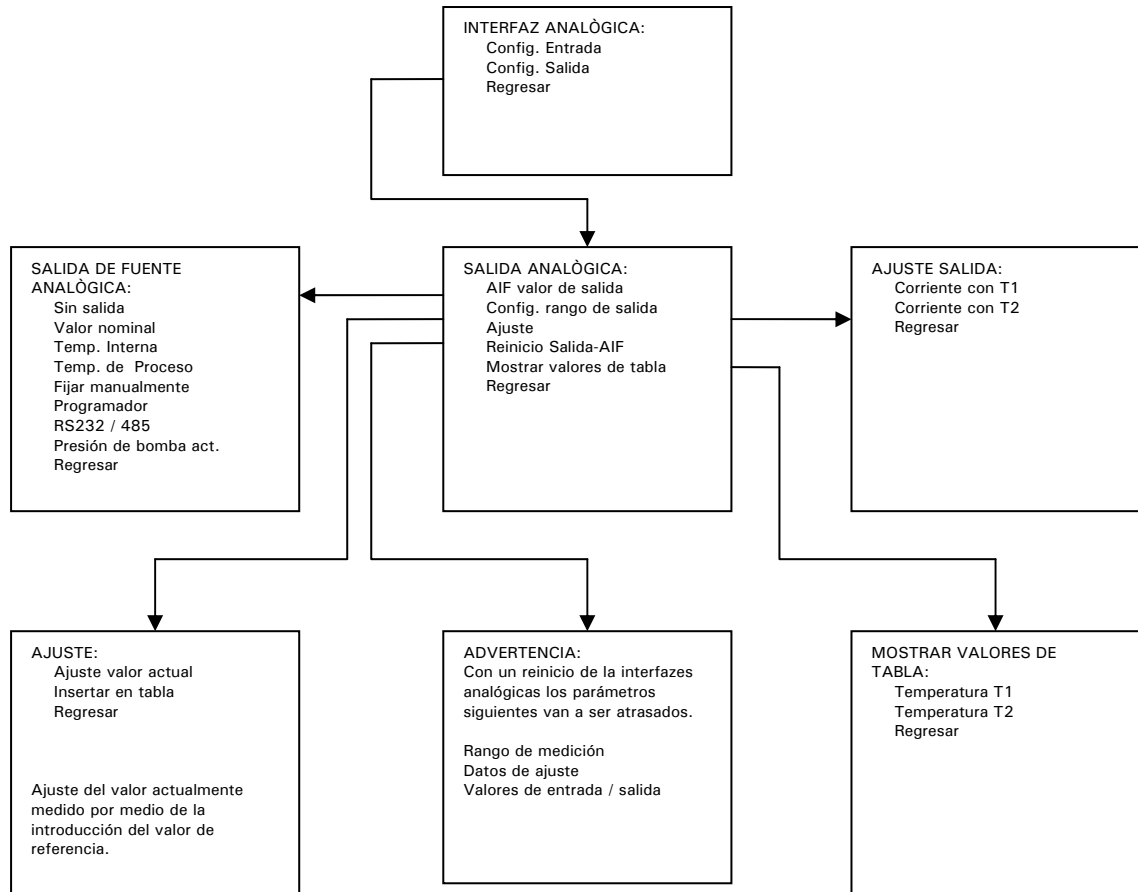 INTERFAZ ANALÒGICA:
Config. Entrada
Config. Salida
Regresar
SALIDA DE FUENTE
ANALÒGICA:
Sin salida
Valor nominal
Temp. Interna
Temp. de Proceso
Fijar manualmente
Programador
RS232 / 485
Presión de bomba act.
Regresar
SALIDA ANALÒGICA:
AIF valor de salida
Config. rango de salida
Ajuste
Reinicio Salida-AIF
Mostrar valores de tabla
Regresar
AJUSTE SALIDA:
Corriente con T1
Corriente con T2
Regresar
AJUSTE:
Ajuste valor actual
Insertar en tabla
Regresar
Ajuste del valor actualmente
medido por medio de la
introducción del valor de
referencia.
ADVERTENCIA:
Con un reinicio de la interfazes
analógicas los parámetros
siguientes van a ser atrasados.
Rango de medición
Datos de ajuste
Valores de entrada / salida
MOSTRAR VALORES DE
TABLA:
Temperatura T1
Temperatura T2
Regresar